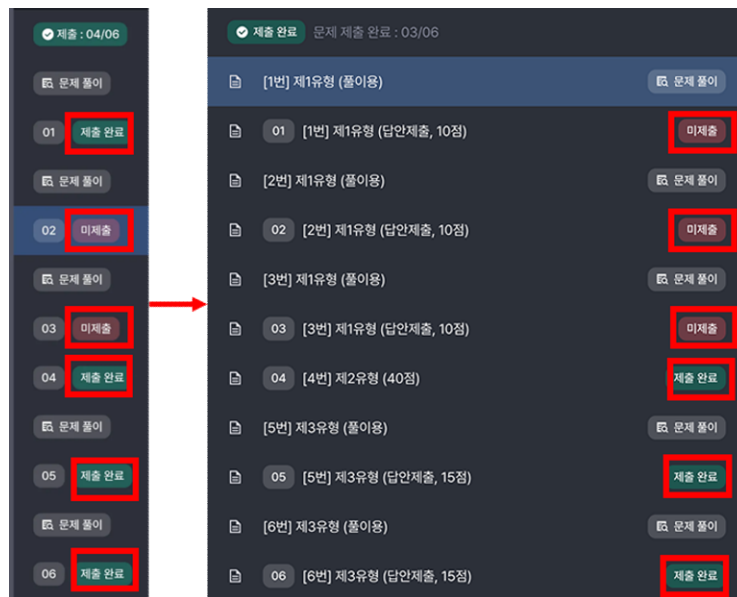 제출 : 04/06
문제 풀이
01 제출 완료
문제 풀이
02 미제출
문제 풀이
03 미제출
04 제출 완료
문제 풀이
05 제출 완료
문제 풀이
06 제출 완료
제출 완료 문제 제출 완료 : 03/06
[1번] 제1유형 (풀이용) 문제 풀이
01 [1번] 제1유형 (답안제출, 10점) 미제출
[2번] 제1유형 (풀이용) 문제 풀이
02 [2번] 제1유형 (답안제출, 10점) 미제출
[3번] 제1유형 (풀이용) 문제 풀이
03 [3번] 제1유형 (답안제출, 10점) 미제출
04 [4번] 제2유형 (40점) 제출 완료
[5번] 제3유형 (풀이용) 문제 풀이
05 [5번] 제3유형 (답안제출, 15점) 제출 완료
[6번] 제3유형 (풀이용) 문제 풀이
06 [6번] 제3유형 (답안제출, 15점) 제출 완료